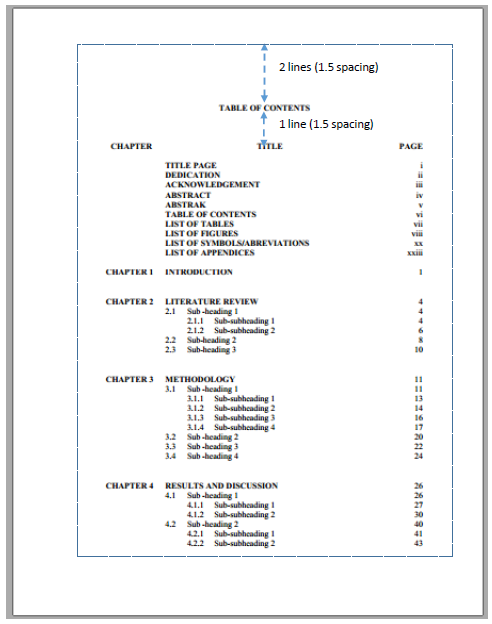 2 lines (1.5 spacing)
TABLE OF CONTENTS
1 line (1.5 spacing)
CHAPTER TITLE PAGE
TITLE PAGE i
DEDICATION ii
ACKNOWLEDGEMENT iii
ABSTRACT iv
ABSTRAK v
TABLE OF CONTENTS vi
LIST OF TABLES vii
LIST OF FIGURES viii
LIST OF SYMBOLS/ABREVIATIONS xx
LIST OF APPENDICES xxiii
CHAPTER 1 INTRODUCTION 1
CHAPTER 2 LITERATURE REVIEW 4
2.1 Sub -heading 1 4
2.1.1 Sub-subheading 1 4
2.1.2 Sub-subheading 2 6
2.2 Sub-heading 2 8
2.3 Sub-heading 3 10
CHAPTER 3 METHODOLOGY 11
3.1 Sub -heading 1 11
3.1.1 Sub-subheading 1 13
3.1.2 Sub-subheading 2 14
3.1.3 Sub-subheading 3 16
3.1.4 Sub-subheading 4 17
3.2 Sub -heading 2 20
3.3 Sub -heading 3 22
3.4 Sub -heading 4 24
CHAPTER 4 RESULTS AND DISCUSSION 26
4.1 Sub -heading 1 26
4.1.1 Sub-subheading 1 27
4.1.2 Sub-subheading 2 30
4.2 Sub -heading 2 40
4.2.1 Sub-subheading 1 41
4.2.2 Sub-subheading 2 43